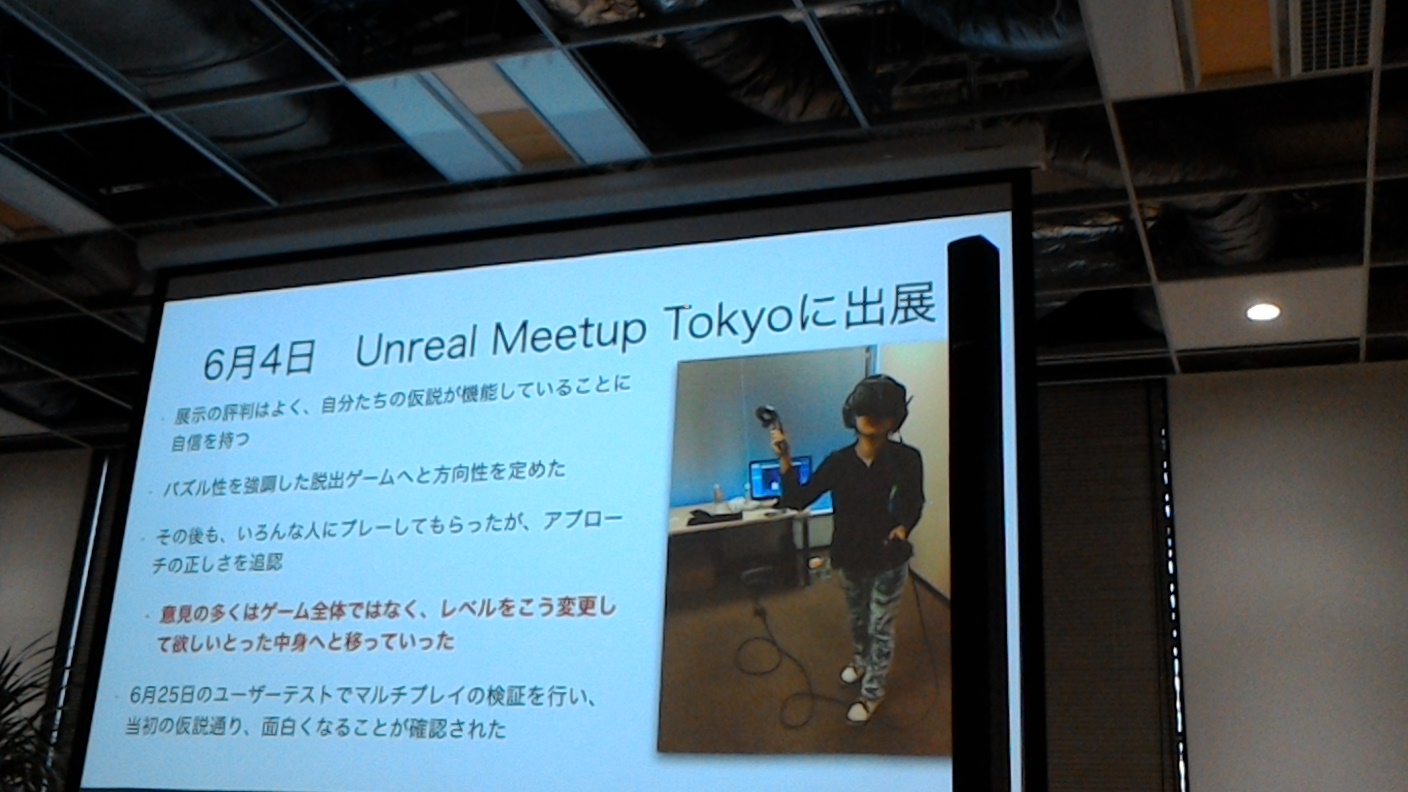 6月4日 Unreal Meetup Tokyoに出展
・展示の評判はよく、自分たちの仮説が機能していることに
自信を持つ
・パズル性を強調した脱出ゲームへと方向性を定めた
・その後も、いろんな人にプレーしてもらったが、アプロー
チの正しさを追認
・意見の多くはゲーム全体ではなく、レベルをこう変更し
て欲しいとった中身へと移っていった
・6月25日のユーザーテストでマルチプレイの検証を行い、
当初の仮説通り、面白くなることが確認された